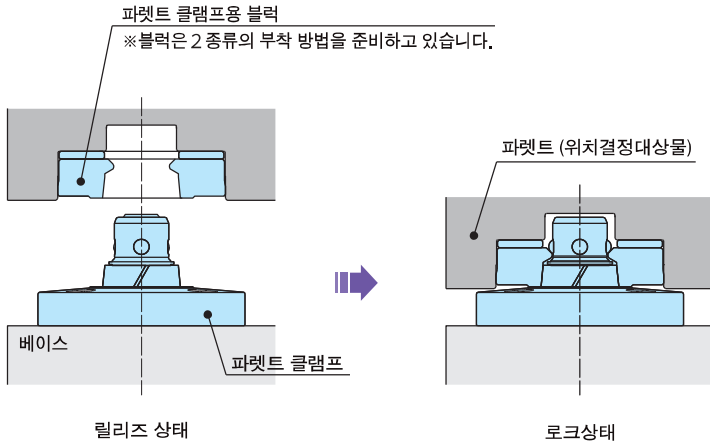 파렛트 클램프용 블럭
※블럭은 2 종류의 부착 방법을 준비하고 있습니다.
파렛트 (위치결정대상물)
베이스
파렛트 클램프
릴리즈 상태
로크상태